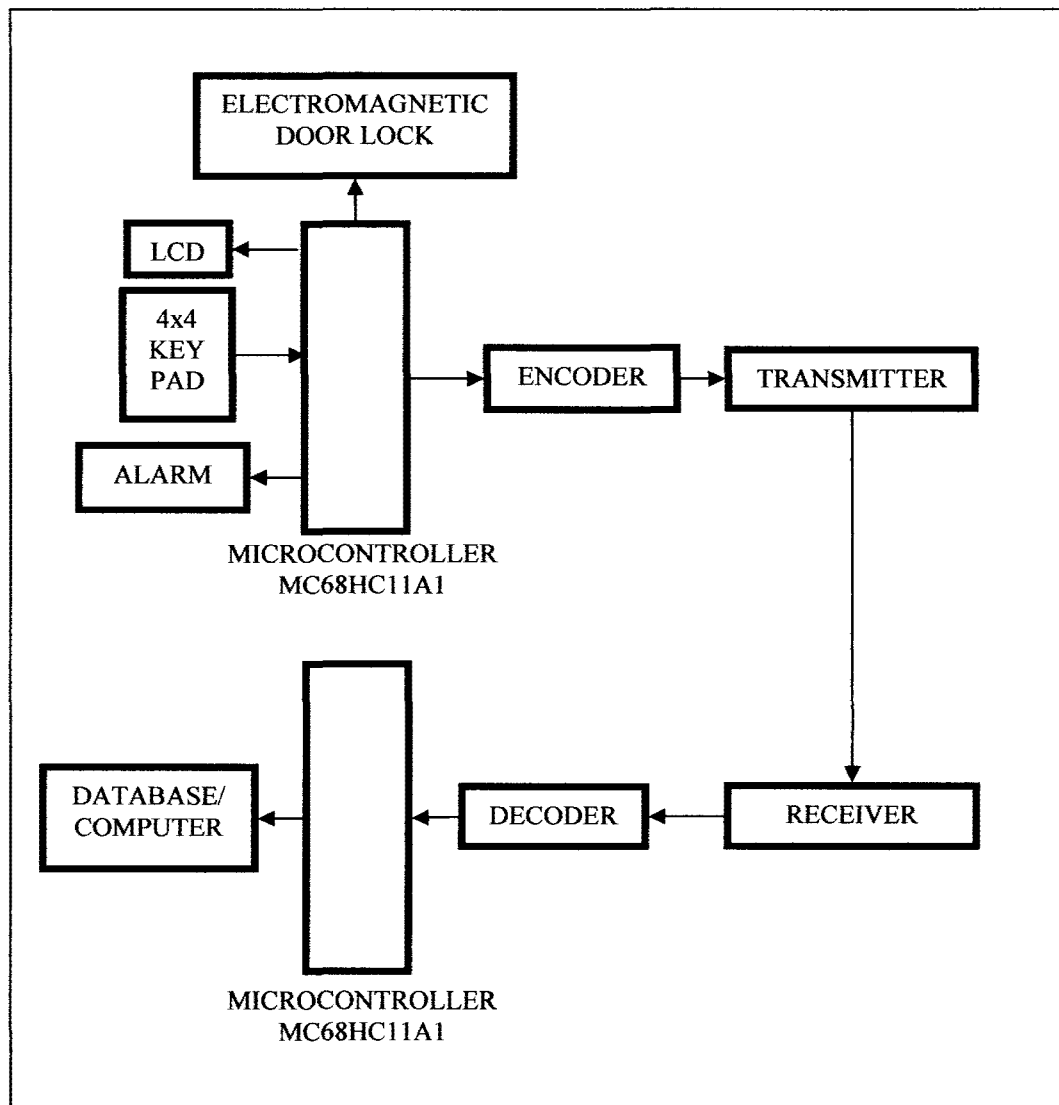 ELECTROMAGNETIC
DOOR LOCK
LCD
4x4
KEY
PAD
ALARM
ENCODER
TRANSMITTER
MICROCONTROLLER
MC68HC11A1
DATABASE/
COMPUTER
DECODER
RECEIVER
MICROCONTROLLER
MC68HC11A1